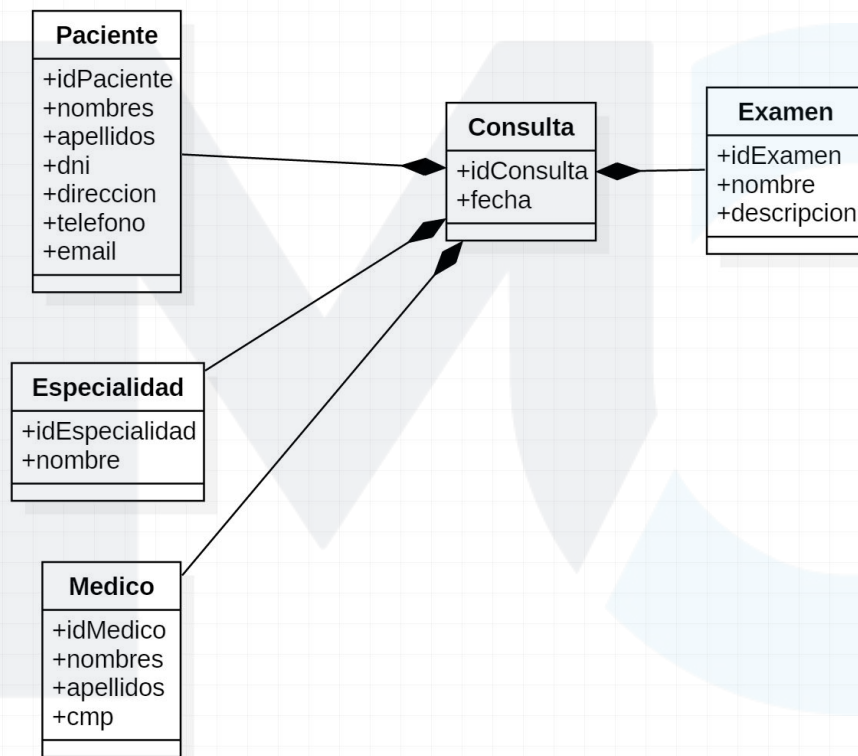 Paciente
+idPaciente
+nombres
+apellidos
+dni
+direccion
+telefono
+email
Consulta
+idConsulta
+fecha
Examen
+idExamen
+nombre
+descripcion
Especialidad
+idEspecialidad
+nombre
Medico
+idMedico
+nombres
+apellidos
+cmp